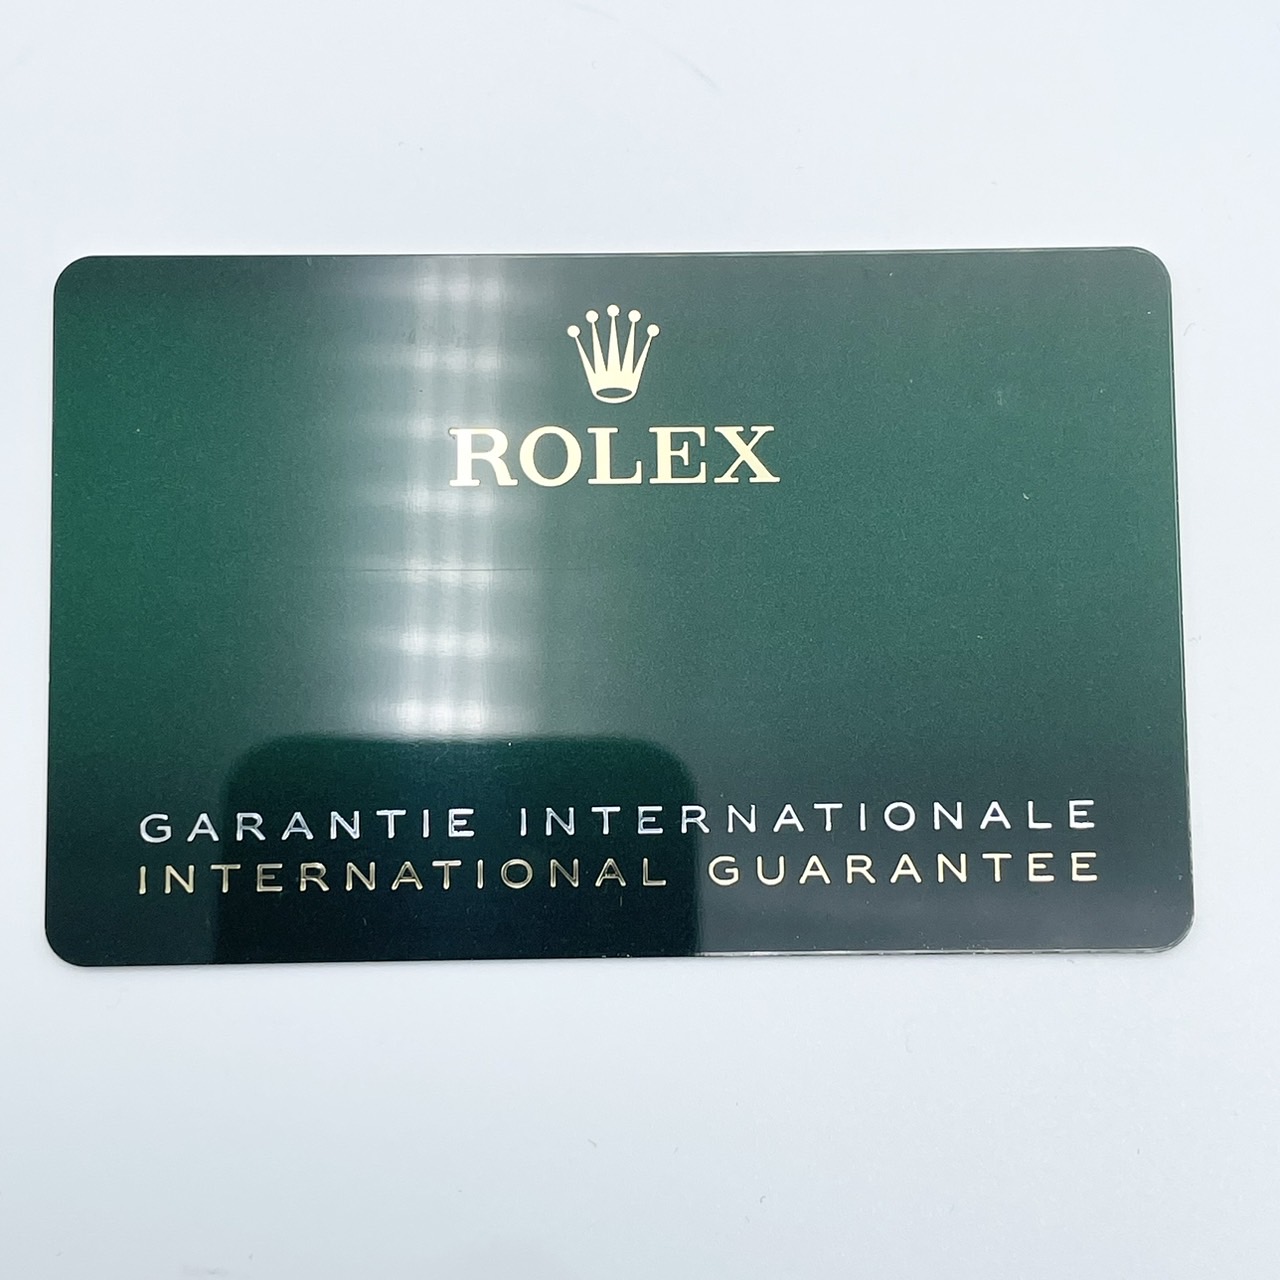 ROLEX
GARANTIE INTERNATIONALE
INTERNATIONAL GUARANTEE